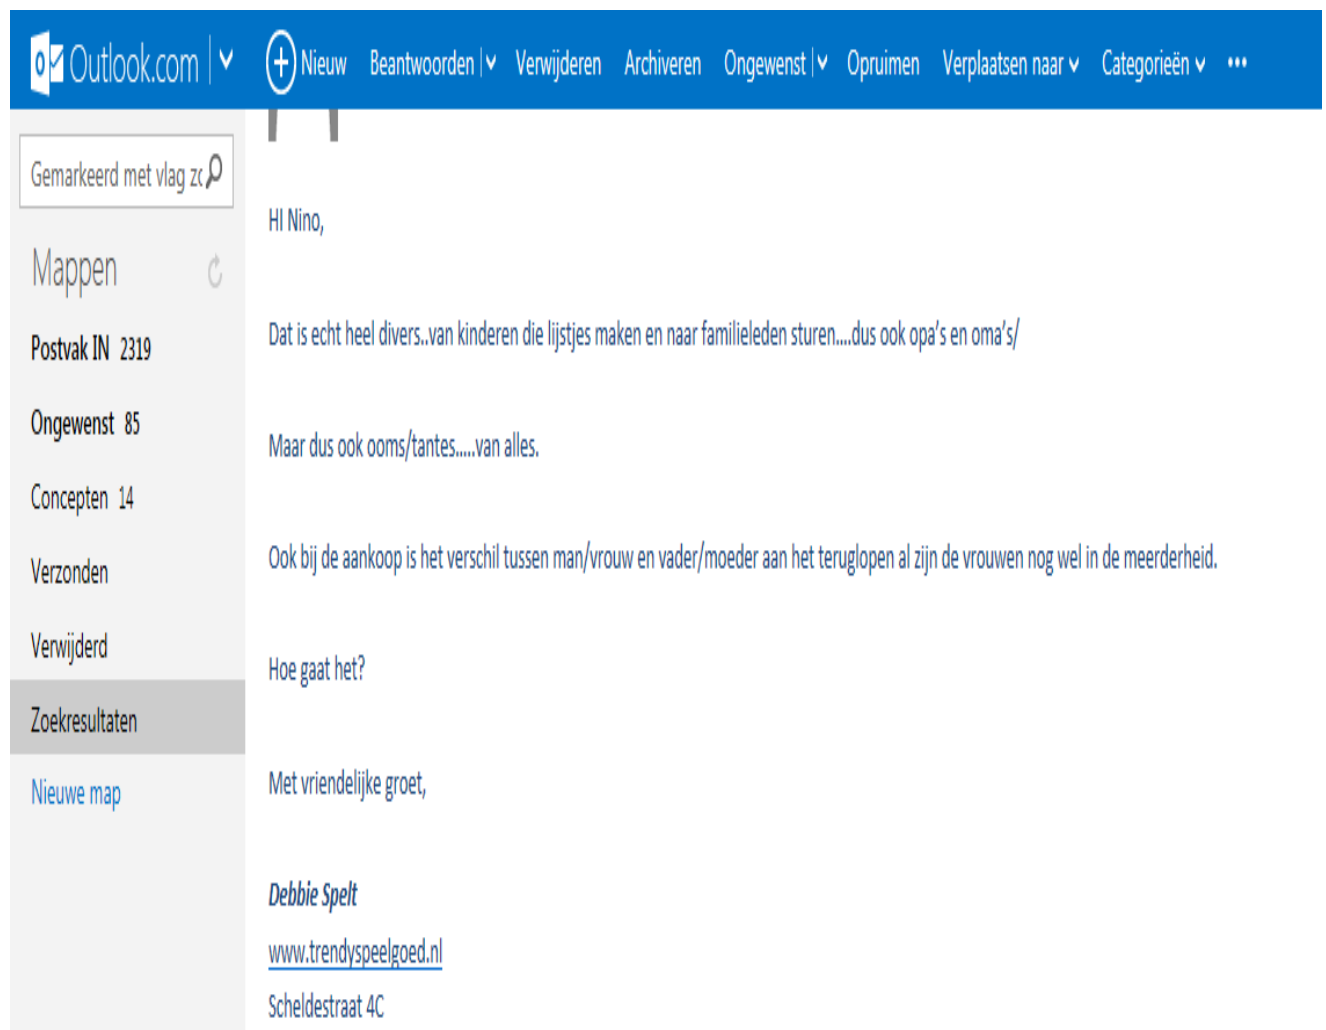 Outlook.com Nieuw Beantwoorden Verwijderen Archiveren Ongewenst Opruimen Verplaatsen naar Categorieën •••
Gemarkeerd met vlag zo
Mappen
Postvak IN 2319
Ongewenst 85
Concepten 14
Verzonden
Verwijderd
Zoekresultaten
Nieuwe map
HI Nino,
Dat is echt heel divers..van kinderen die lijstjes maken en naar familieleden sturen....dus ook opa's en oma's/
Maar dus ook ooms/tantes.....van alles.
Ook bij de aankoop is het verschil tussen man/vrouw en vader/moeder aan het teruglopen al zijn de vrouwen nog wel in de meerderheid.
Hoe gaat het?
Met vriendelijke groet,
Debbie Spelt
www.trendyspeelgoed.nl
Scheldestraat 4C